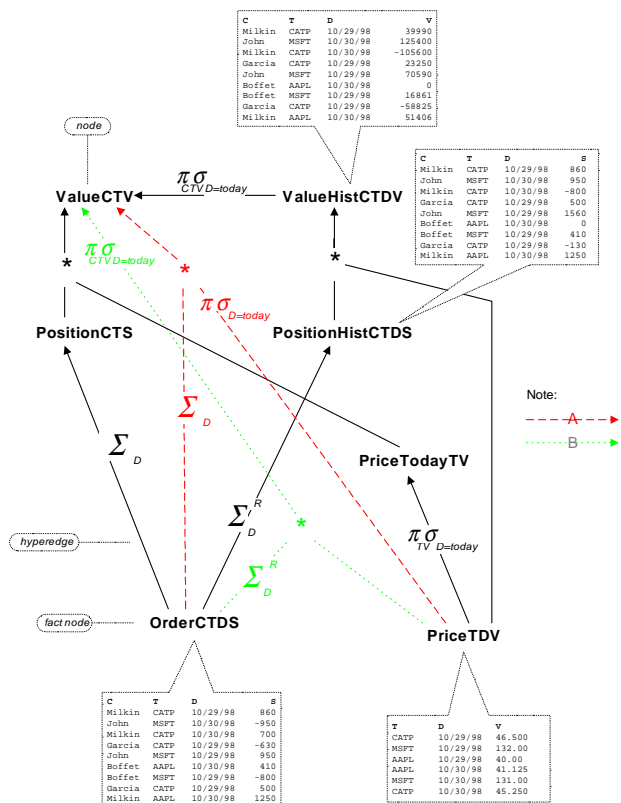 C T D V
Milkin CATP 10/29/98 39990
John MSFT 10/30/98 125400
Milkin CATP 10/30/98 -105600
Garcia CATP 10/29/98 23250
John MSFT 10/29/98 70590
Boffet AAPL 10/30/98 0
Boffet MSFT 10/29/98 16861
Garcia CATP 10/30/98 -58825
Milkin AAPL 10/30/98 51406
node
C T D S
Milkin CATP 10/29/98 860
John MSFT 10/30/98 950
Milkin CATP 10/30/98 -800
Garcia CATP 10/29/98 500
John MSFT 10/29/98 1560
Boffet AAPL 10/30/98 0
Boffet MSFT 10/29/98 410
Garcia CATP 10/29/98 -130
Milkin AAPL 10/30/98 1250
ValueCTV
π σ
CTV D=today
ValueHistCTDV
π σ
CTV D=today
*
*
*
π σ
D=today
PositionCTS
PositionHistCTDS
Note:
A
B
Σ D
Σ D
PriceTodayTV
Σ D R
*
π σ
TV D=today
hyperedge
Σ D R
fact node
OrderCTDS
PriceTDV
C T D S
Milkin CATP 10/29/98 860
John MSFT 10/30/98 -950
Milkin CATP 10/30/98 700
Garcia CATP 10/29/98 -630
John MSFT 10/29/98 950
Boffet AAPL 10/30/98 410
Boffet MSFT 10/29/98 -800
Garcia CATP 10/29/98 500
Milkin AAPL 10/30/98 1250
T D V
CATP 10/29/98 46.500
MSFT 10/29/98 132.00
AAPL 10/29/98 40.00
AAPL 10/30/98 41.125
MSFT 10/30/98 131.00
CATP 10/30/98 45.250